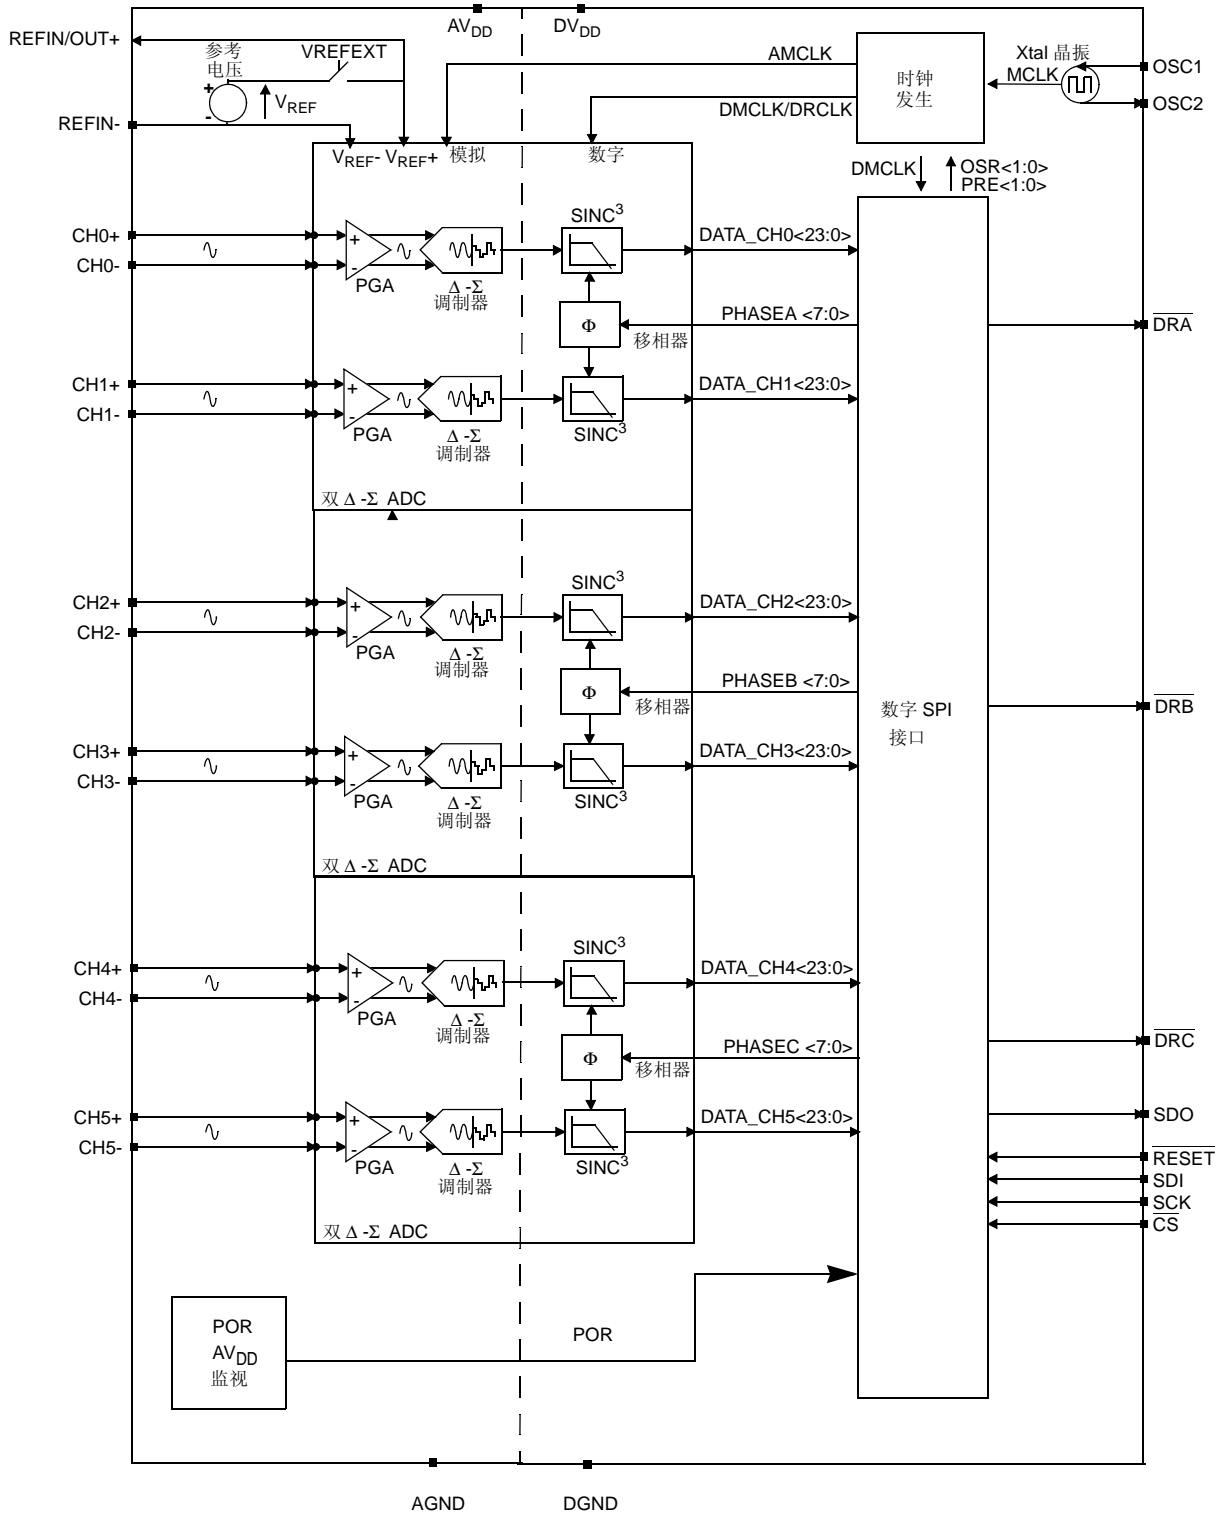 AVDD
DVDD
REFIN/OUT+
参考
电压
VREFEXT
+
-
VREF
REFIN-
AMCLK
DMCLK/DRCLK
时钟
发生
Xtal 晶振
MCLK
OSC1
OSC2
VREF- VREF+ 模拟
数字
DMCLK
OSR<1:0>
PRE<1:0>
CH0+
CH0-
+
-
PGA
Δ -Σ
调制器
SINC3
DATA_CH0<23:0>
Φ
移相器
PHASEA <7:0>
DRA
CH1+
CH1-
+
-
PGA
Δ -Σ
调制器
SINC3
DATA_CH1<23:0>
双 Δ -Σ ADC
CH2+
CH2-
+
-
PGA
Δ -Σ
调制器
SINC3
DATA_CH2<23:0>
Φ
移相器
PHASEB <7:0>
数字 SPI
接口
DRB
CH3+
CH3-
+
-
PGA
Δ -Σ
调制器
SINC3
DATA_CH3<23:0>
双 Δ -Σ ADC
CH4+
CH4-
+
-
PGA
Δ -Σ
调制器
SINC3
DATA_CH4<23:0>
Φ
移相器
PHASEC <7:0>
DRC
CH5+
CH5-
+
-
PGA
Δ -Σ
调制器
SINC3
DATA_CH5<23:0>
SDO
RESET
SDI
SCK
CS
双 Δ -Σ ADC
POR
AVDD
监视
POR
AGND
DGND